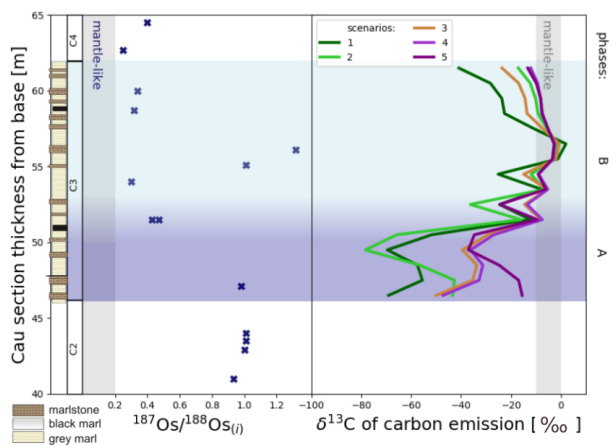 Cau section thickness from base [m]
65
60
55
50
45
40
C4
C3
C2
mantle-like
0.2 0.4 0.6 0.8 1.0
187Os/188Os(i)
scenarios:
1
2
3
4
5
mantle-like
−100 −80 −60 −40 −20 0
δ13C of carbon emission [‰]
phases:
B
A
marlstone
black marl
grey marl